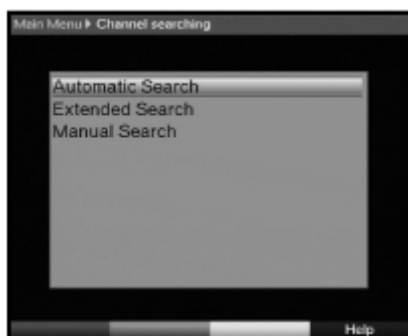 Main Menu▶Channel searching
Automatic Search
Extended Search
Manual Search
Help